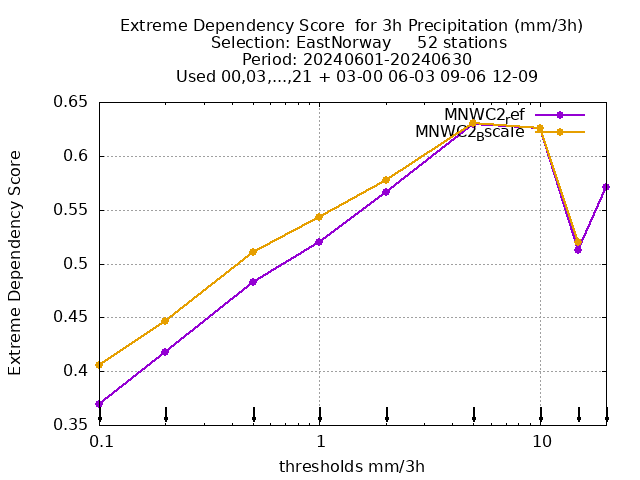 Extreme Dependency Score  for 3h Precipitation (mm/3h)
Selection: EastNorway     52 stations
Period: 20240601-20240630
Used 00,03,...,21 + 03-00 06-03 09-06 12-09
0.65
0.6
0.55
0.5
0.45
0.4
0.35
Extreme Dependency Score
MNWC2_ref
MNWC2_Bscale
0.1
1
10
thresholds mm/3h